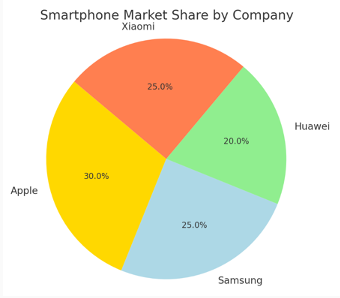 Smartphone Market Share by Company
Xiaomi
25.0%
Huawei
20.0%
Apple
30.0%
25.0%
Samsung